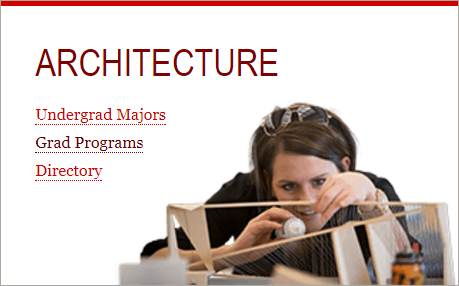 ARCHITECTURE
Undergrad Majors
Grad Programs
Directory